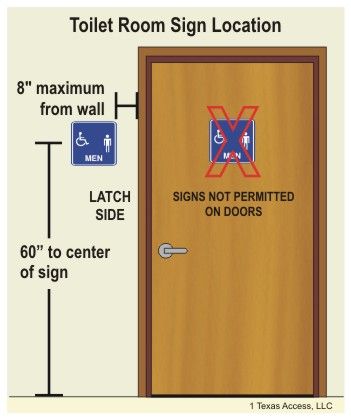 Toilet Room Sign Location
8" maximum
from wall
MEN
MEN
LATCH
SIDE
SIGNS NOT PERMITTED
ON DOORS
60” to center
of sign
1 Texas Access, LLC